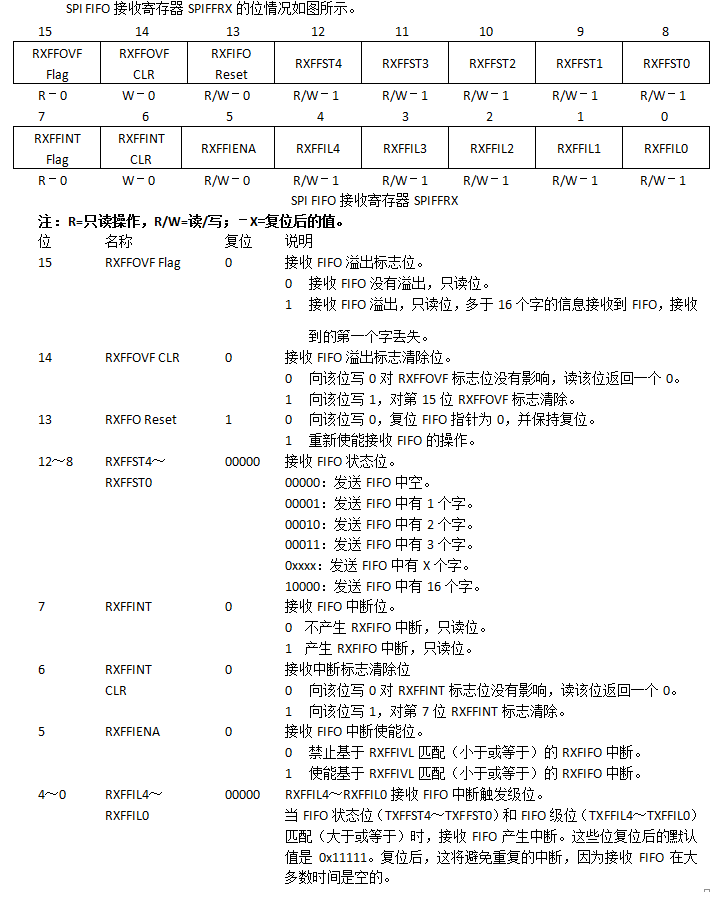 SPI FIFO 接收寄存器 SPIFFRX 的位情况如图所示。
15 14 13 12 11 10 9 8
RXFFOVF RXFFOVF RXFIFO RXFFST4 RXFFST3 RXFFST2 RXFFST1 RXFFST0
Flag CLR Reset
R－0 W－0 R/W－0 R/W－1 R/W－1 R/W－1 R/W－1 R/W－1
7 6 5 4 3 2 1 0
RXFFINT RXFFINT RXFFIENA RXFFIL4 RXFFIL3 RXFFIL2 RXFFIL1 RXFFIL0
Flag CLR
R－0 W－0 R/W－0 R/W－1 R/W－1 R/W－1 R/W－1 R/W－1
SPI FIFO 接收寄存器 SPIFFRX
注：R=只读操作，R/W=读/写；－X=复位后的值。
位 名称 复位 说明
15 RXFFOVF Flag 0 接收 FIFO 溢出标志位。
0 接收 FIFO 没有溢出，只读位。
1 接收 FIFO 溢出，只读位，多于 16 个字的信息接收到 FIFO，接收
到的第一个字丢失。
14 RXFFOVF CLR 0 接收 FIFO 溢出标志清除位。
0 向该位写 0 对 RXFFOVF 标志位没有影响，读该位返回一个 0。
1 向该位写 1，对第 15 位 RXFFOVF 标志清除。
13 RXFFO Reset 1 0 向该位写 0，复位 FIFO 指针为 0，并保持复位。
1 重新使能接收 FIFO 的操作。
12～8 RXFFST4～ 00000 接收 FIFO 状态位。
RXFFST0 00000：发送 FIFO 中空。
00001：发送 FIFO 中有 1 个字。
00010：发送 FIFO 中有 2 个字。
00011：发送 FIFO 中有 3 个字。
0xxxx：发送 FIFO 中有 X 个字。
10000：发送 FIFO 中有 16 个字。
7 RXFFINT 0 接收 FIFO 中断位。
0 不产生 RXFIFO 中断，只读位。
1 产生 RXFIFO 中断，只读位。
6 RXFFINT 0 接收中断标志清除位
CLR 0 向该位写 0 对 RXFFINT 标志位没有影响，读该位返回一个 0。
1 向该位写 1，对第 7 位 RXFFINT 标志清除。
5 RXFFIENA 0 接收 FIFO 中断使能位。
0 禁止基于 RXFFIVL 匹配（小于或等于）的 RXFIFO 中断。
1 使能基于 RXFFIVL 匹配（小于或等于）的 RXFIFO 中断。
4～0 RXFFIL4～ 00000 RXFFIL4～RXFFIL0 接收 FIFO 中断触发级位。
RXFFIL0 当 FIFO 状态位（TXFFST4～TXFFST0）和 FIFO 级位（TXFFIL4～TXFFIL0）
匹配（大于或等于）时，接收 FIFO 产生中断。这些位复位后的默认
值是 0x11111。复位后，这将避免重复的中断，因为接收 FIFO 在大
多数时间是空的。